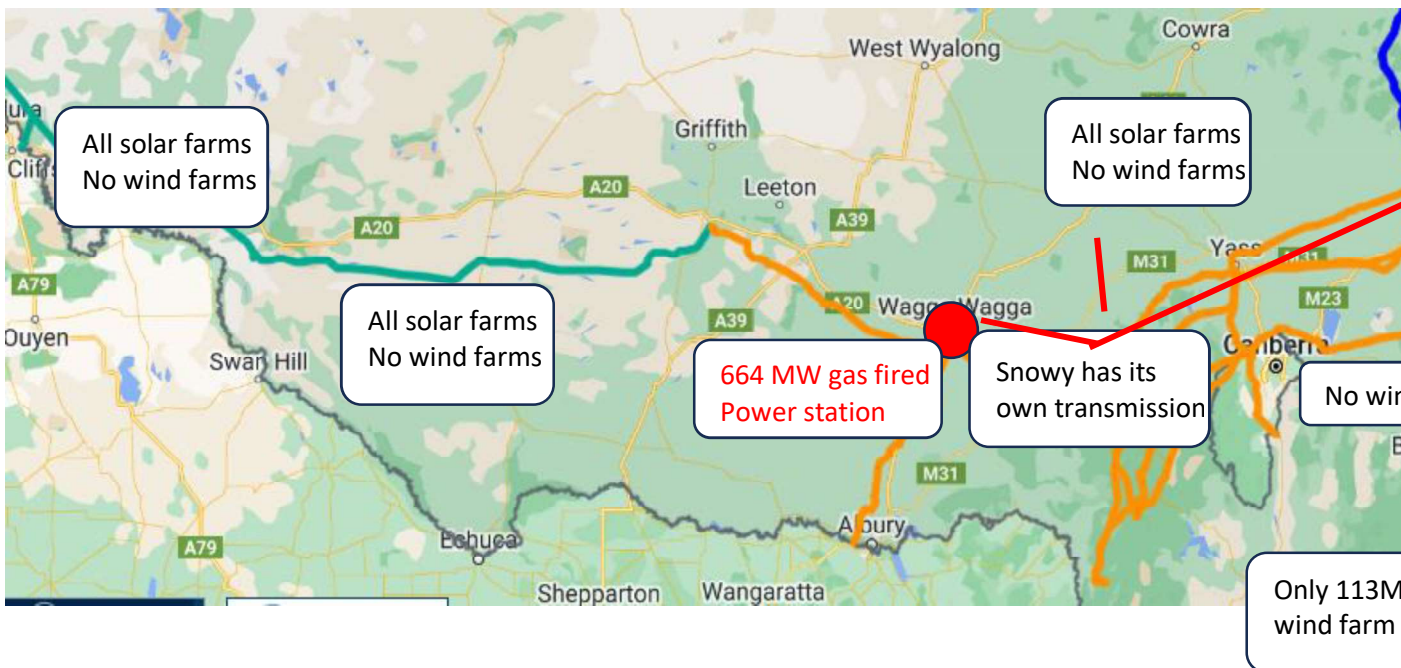 Cowra
West Wyalong
All solar farms
No wind farms
Griffith
All solar farms
No wind farms
A20
Leeton
A20
A39
Yass
M31
M31
A79
Ouyen
All solar farms
No wind farms
A39
A20
Wagga Wagga
M23
Canberra
Swan Hill
664 MW gas fired
Power station
Snowy has its
own transmission
No
M31
Albury
A79
Echuca
Shepparton
Wangaratta
Only 113M
wind farm